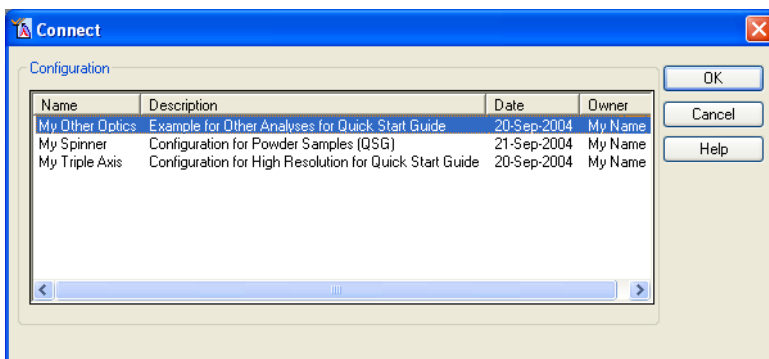 Connect
Configuration
Name Description Date Owner
My Other Optics Example for Other Analyses for Quick Start Guide 20-Sep-2004 My Name
My Spinner Configuration for Powder Samples (QSG) 21-Sep-2004 My Name
My Triple Axis Configuration for High Resolution for Quick Start Guide 20-Sep-2004 My Name
OK
Cancel
Help